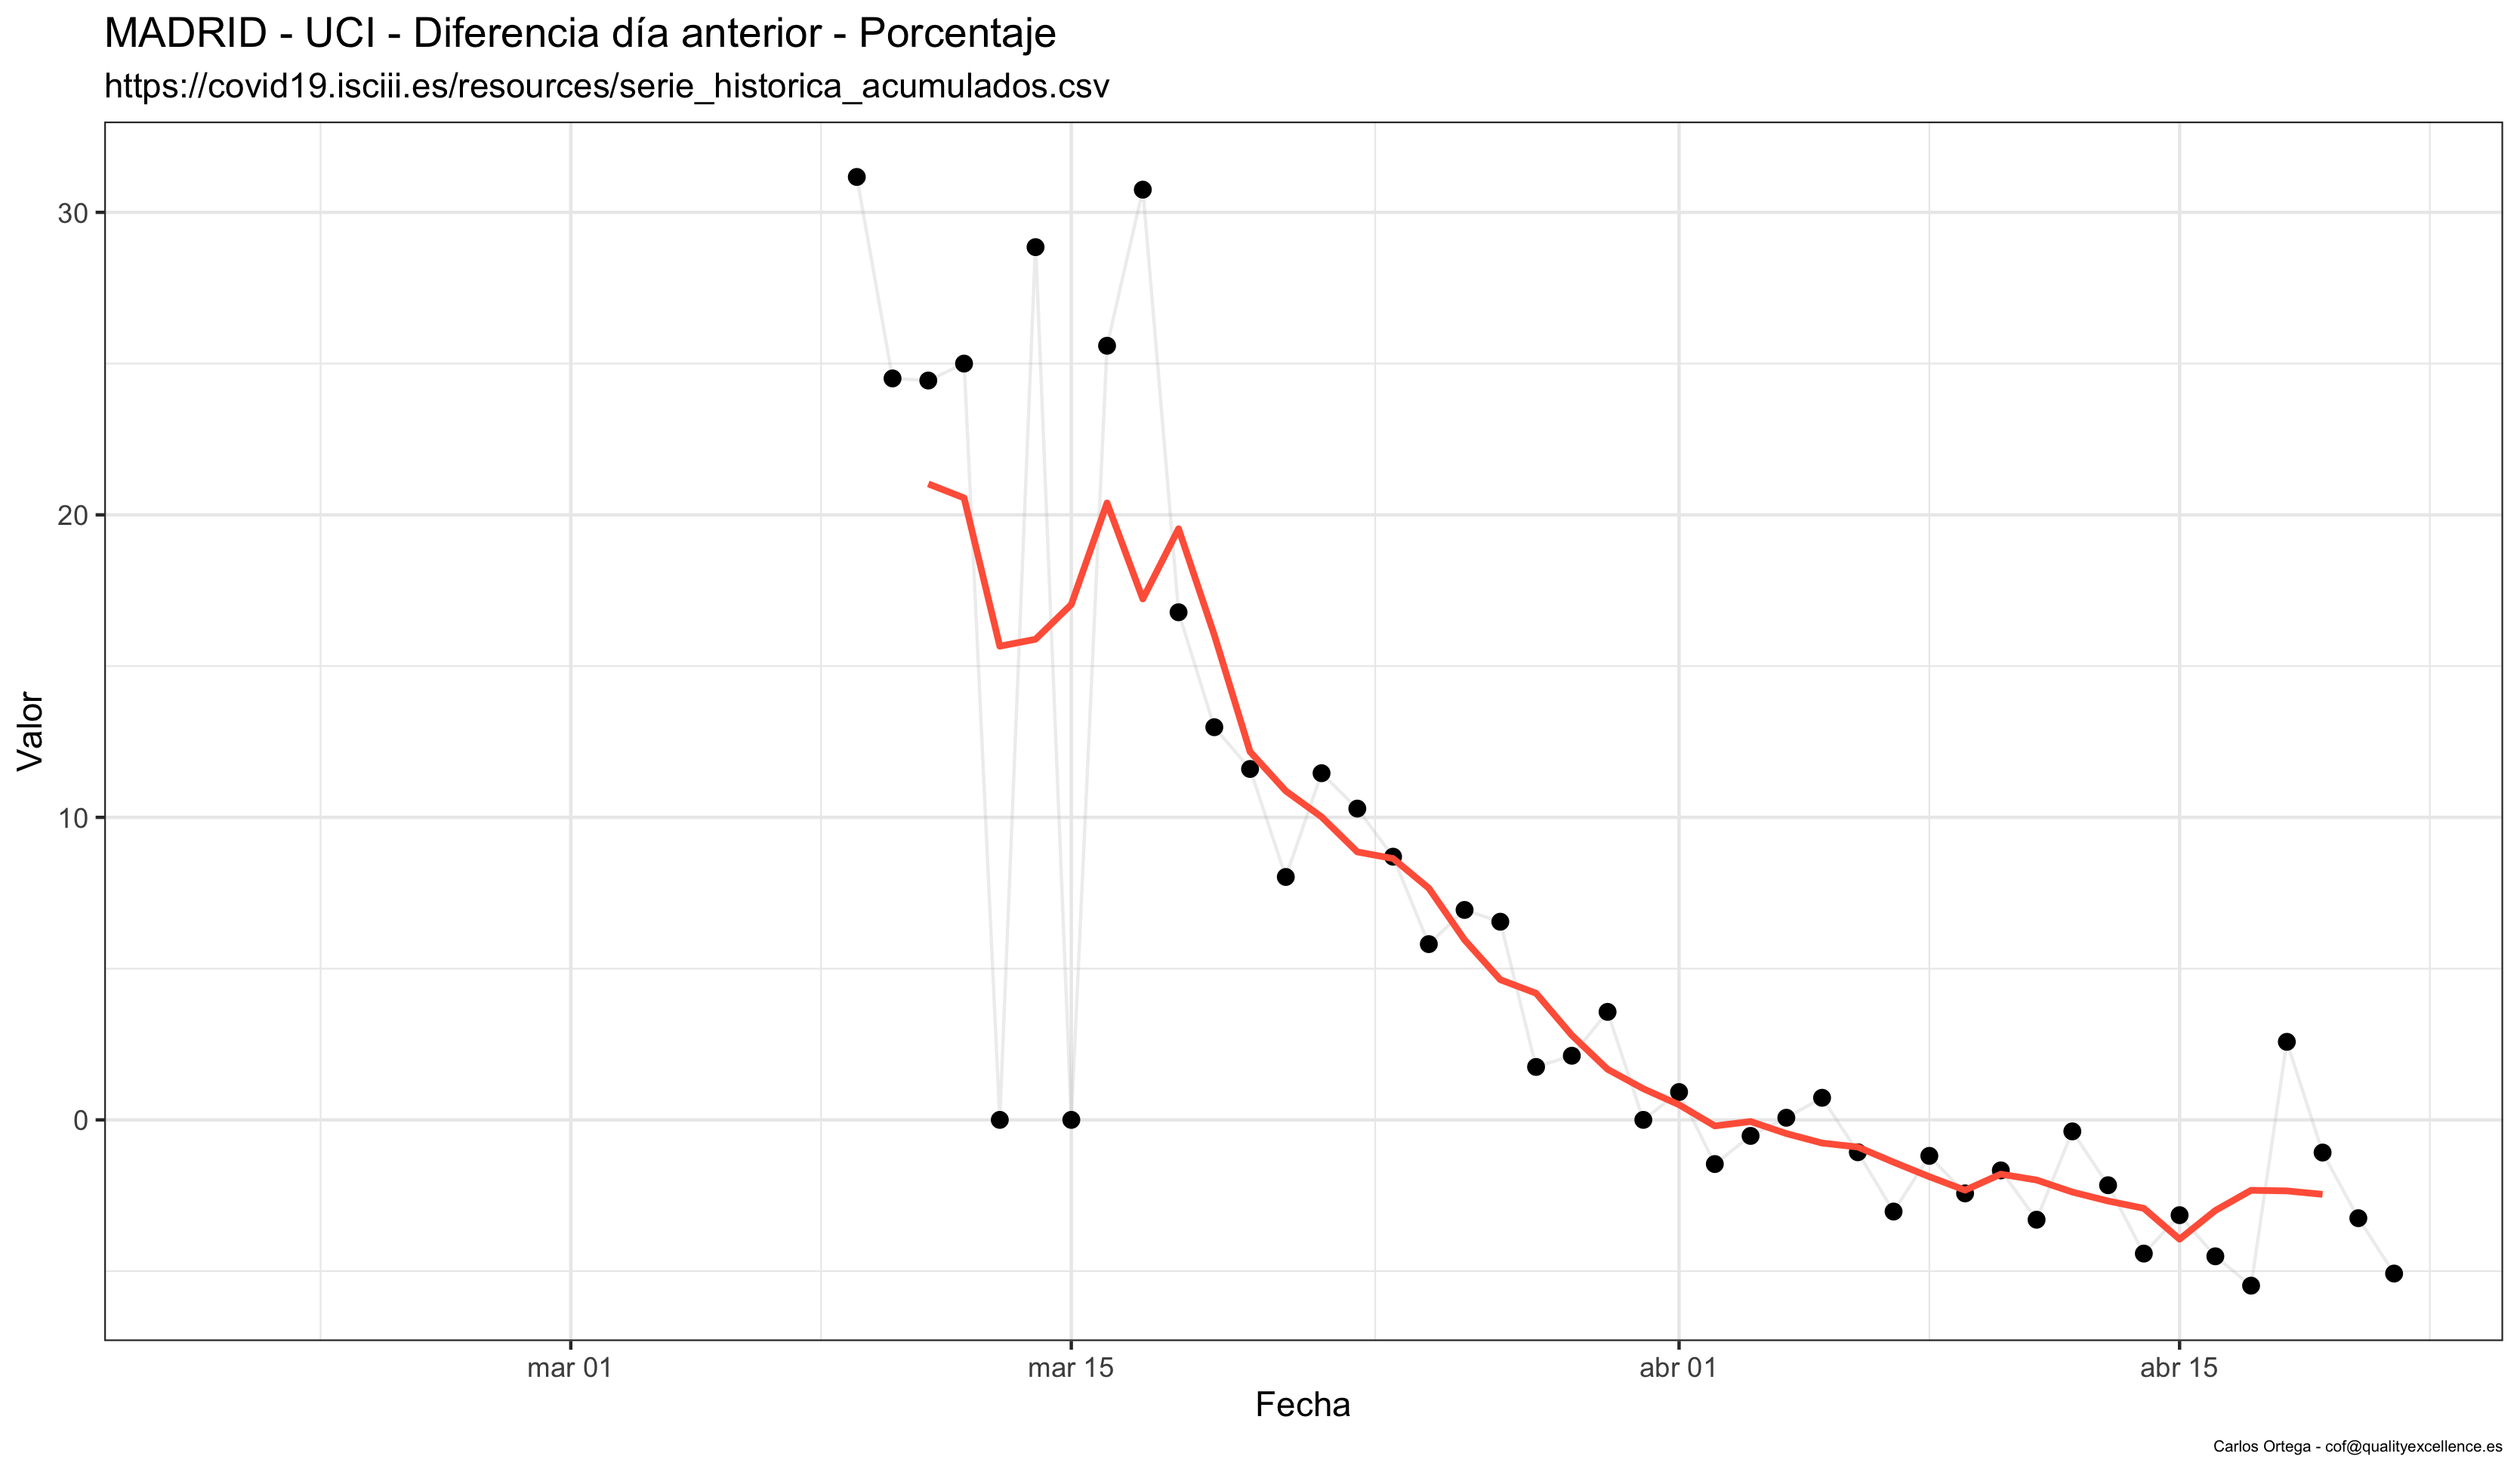 MADRID - UCI - Diferencia día anterior - Porcentaje
https://covid19.isciii.es/resources/serie_historica_acumulados.csv
30
20
10
0
Valor
mar 01
mar 15
abr 01
abr 15
Fecha
Carlos Ortega - cof@qualityexcellence.es